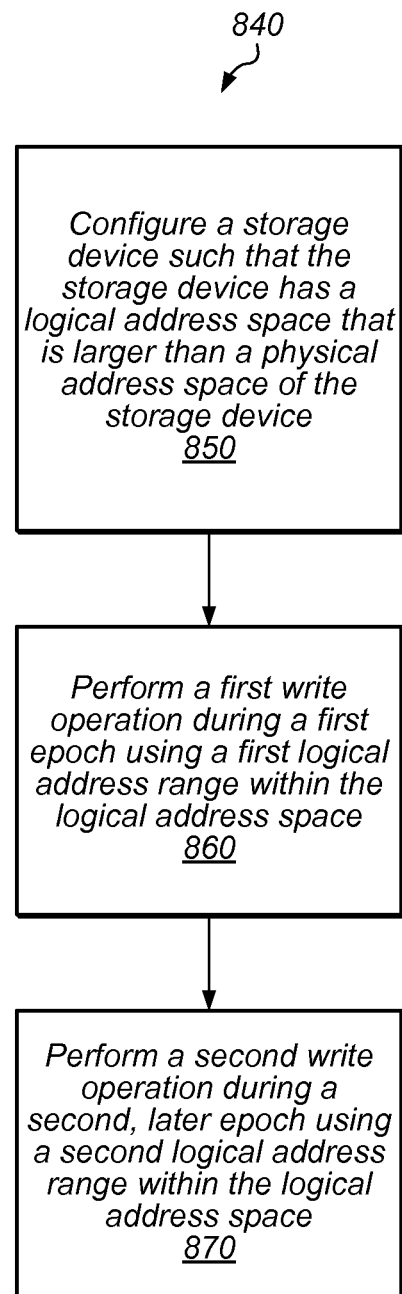 840
Configure a storage
device such that the
storage device has a
logical address space that
is larger than a physical
address space of the
storage device
850
Perform a first write
operation during a first
epoch using a first logical
address range within the
logical address space
860
Perform a second write
operation during a
second, later epoch using
a second logical address
range within the logical
address space
870